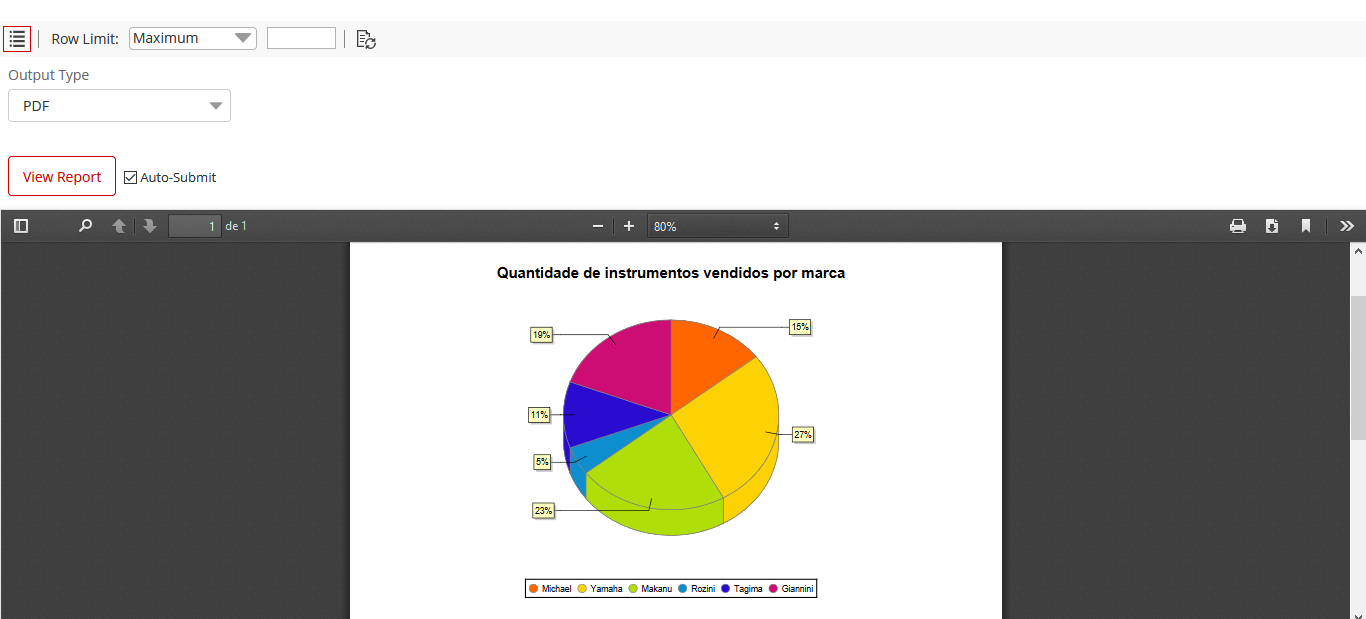 Row Limit: Maximum
Output Type
PDF
View Report Auto-Submit
1 de 1 80%
Quantidade de instrumentos vendidos por marca
19% 15%
11%
27%
5%
23%
Michael Yamaha Makanu Rozini Tagima Giannini